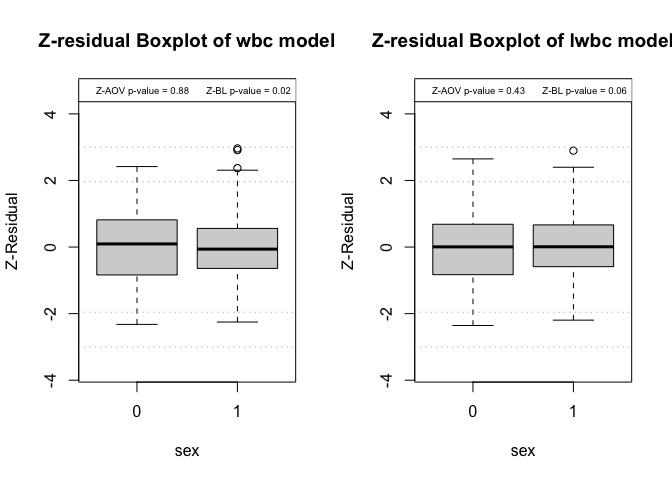 Z-residual Boxplot of wbc model
Z-AOV p-value = 0.88 Z-BL p-value = 0.02
Z-Residual
4
2
0
-2
-4
0 1
sex
Z-residual Boxplot of lwbc model
Z-AOV p-value = 0.43 Z-BL p-value = 0.06
Z-Residual
4
2
0
-2
-4
0 1
sex